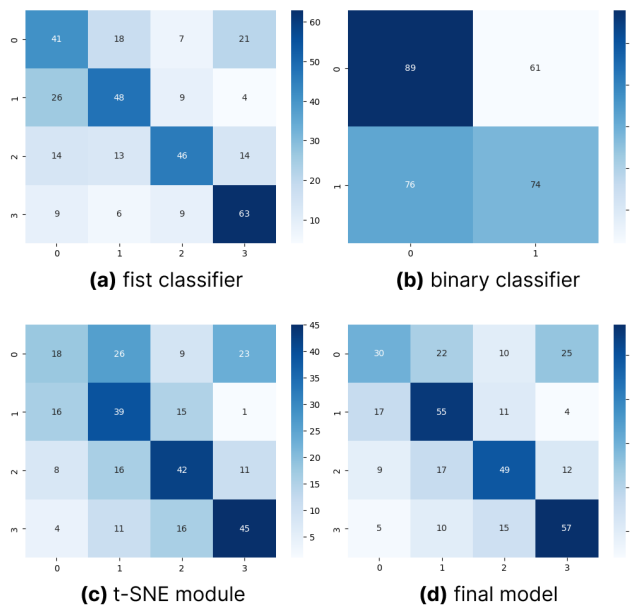 0 41 18 7 21
1 26 48 9 4
2 14 13 46 14
3 9 6 9 63
0 1 2 3
60
50
40
30
20
10
(a) fist classifier
0 89 61
1 76 74
0 1
(b) binary classifier
0 18 26 9 23
1 16 39 15 1
2 8 16 42 11
3 4 11 16 45
0 1 2 3
45
40
35
30
25
20
15
10
5
(c) t-SNE module
0 30 22 10 25
1 17 55 11 4
2 9 17 49 12
3 5 10 15 57
0 1 2 3
(d) final model